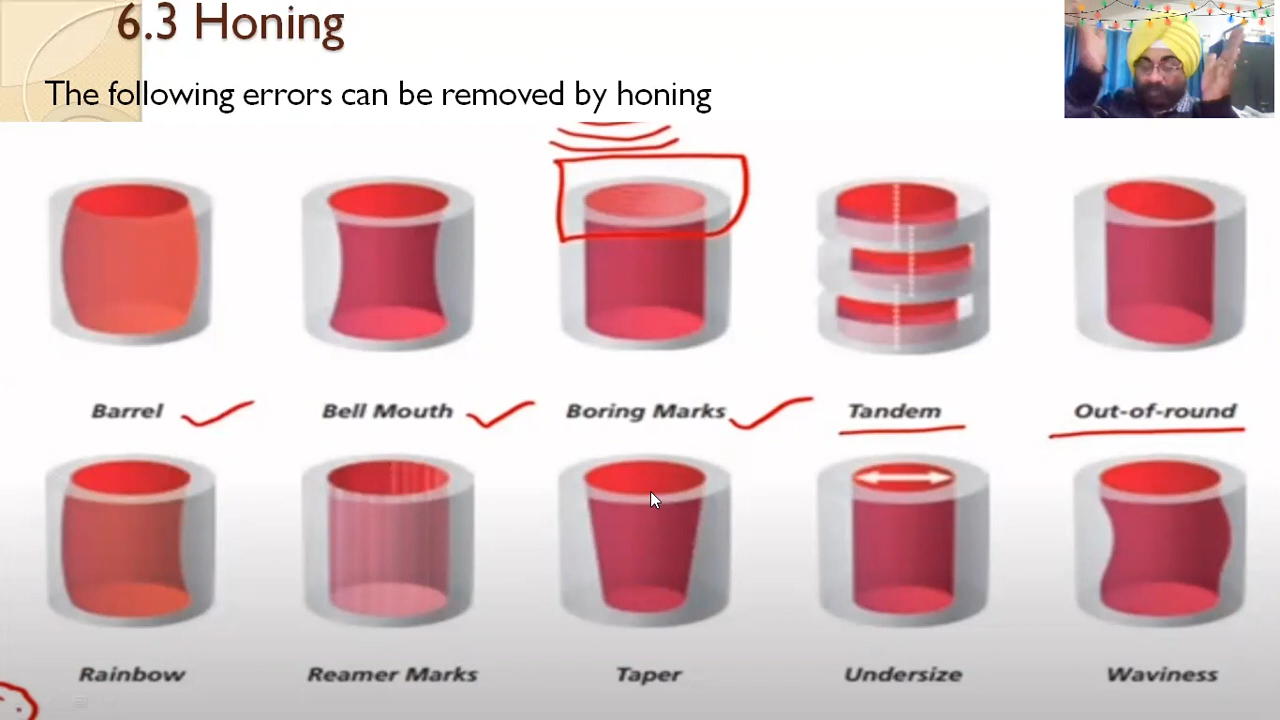 6.3 Honing
The following errors can be removed by honing
Barrel Bell Mouth Boring Marks Tandem Out-of-round
Rainbow Reamer Marks Taper Undersize Waviness